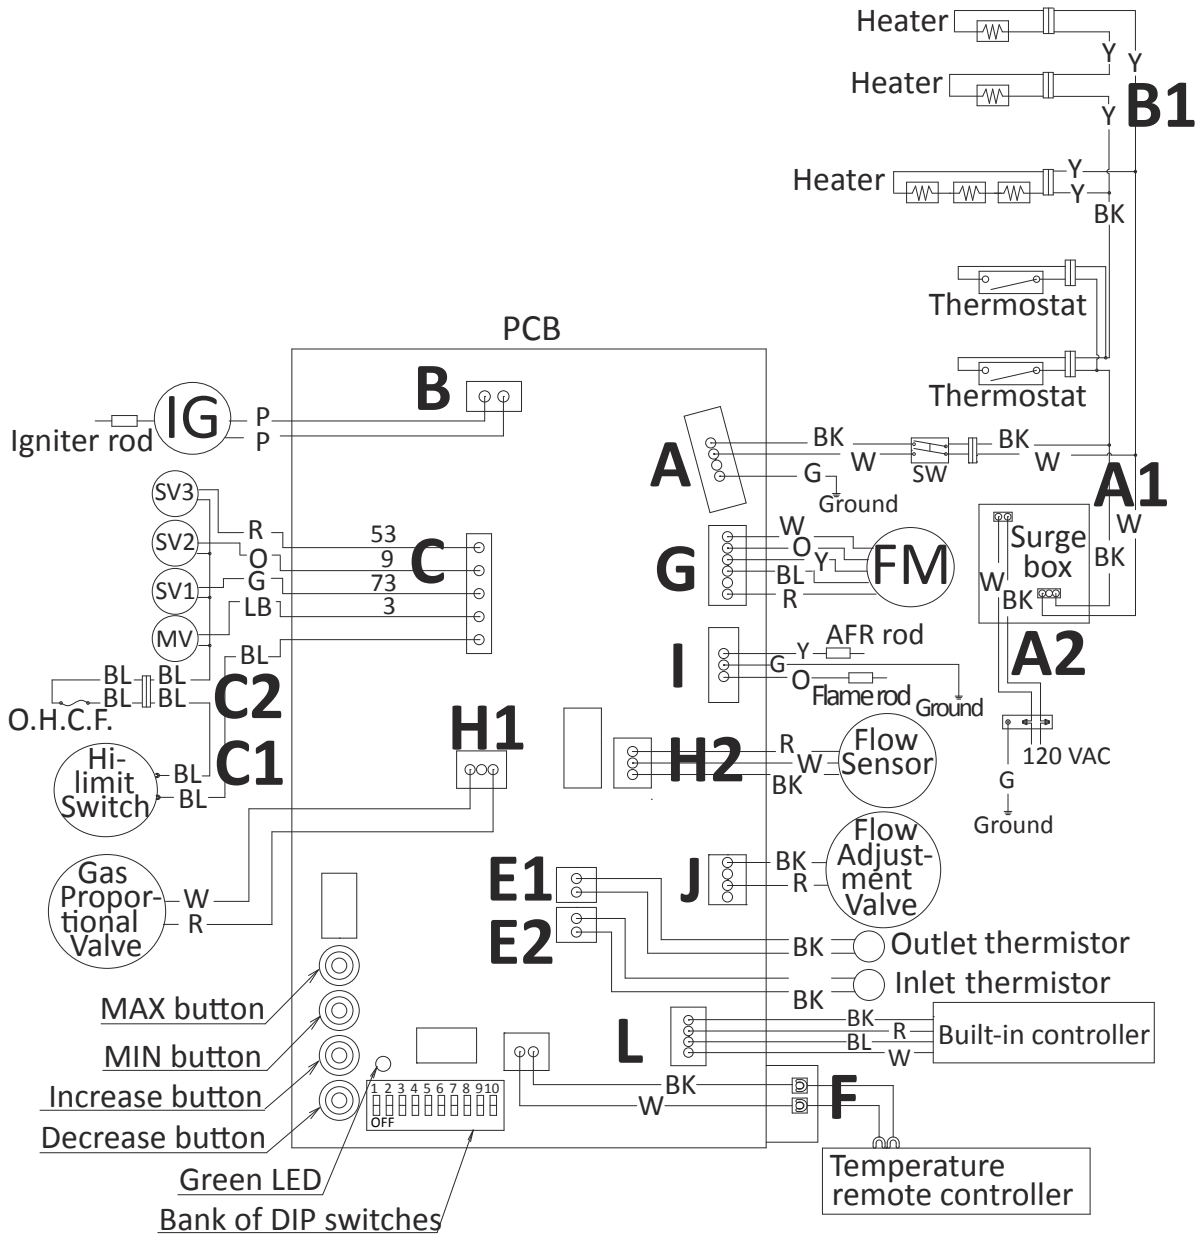 Heater
Y
Y
Heater
B1
Y
Heater
Y
Y
BK
Thermostat
PCB
Thermostat
B
IG
P
P
Igniter rod
A
BK
W
G
SW
BK
W
Ground
A1
SV3
SV2
SV1
MV
R
O
G
LB
BL
53
9
73
3
C
G
W
O
Y
BL
R
FM
Surge
box
W
BK
BK
W
A2
I
Y
AFR rod
G
O
Flame rod
Ground
BL
BL
BL
BL
C2
O.H.C.F.
C1
Hi-
limit
Switch
BL
BL
H1
H2
R
W
BK
Flow
Sensor
120 VAC
G
Ground
Gas
Propor-
tional
Valve
W
R
E1
E2
J
BK
R
Flow
Adjust-
ment
Valve
BK
Outlet thermistor
BK
Inlet thermistor
MAX button
MIN button
Increase button
Decrease button
L
BK
R
BL
W
Built-in controller
BK
W
F
1 2 3 4 5 6 7 8 9 10
OFF
Green LED
Bank of DIP switches
Temperature
remote controller